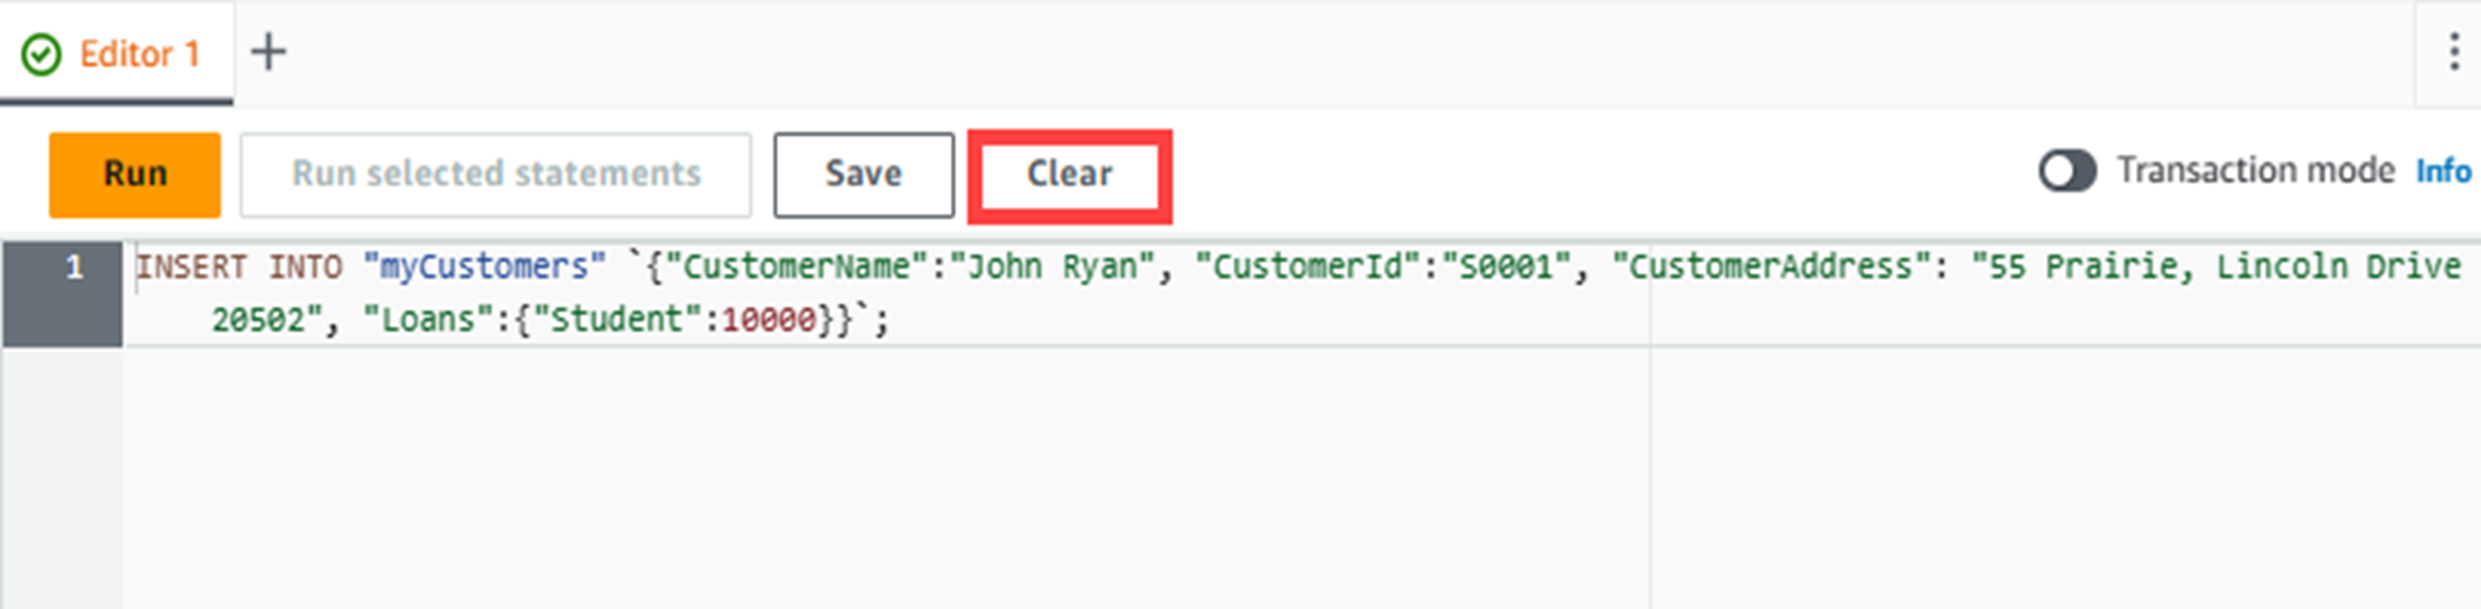 Editor 1
Run Run selected statements Save Clear Transaction mode Info
1 INSERT INTO "myCustomers" `{"CustomerName":"John Ryan", "CustomerId":"S0001", "CustomerAddress": "55 Prairie, Lincoln Drive
20502", "Loans":{"Student":10000}}`;